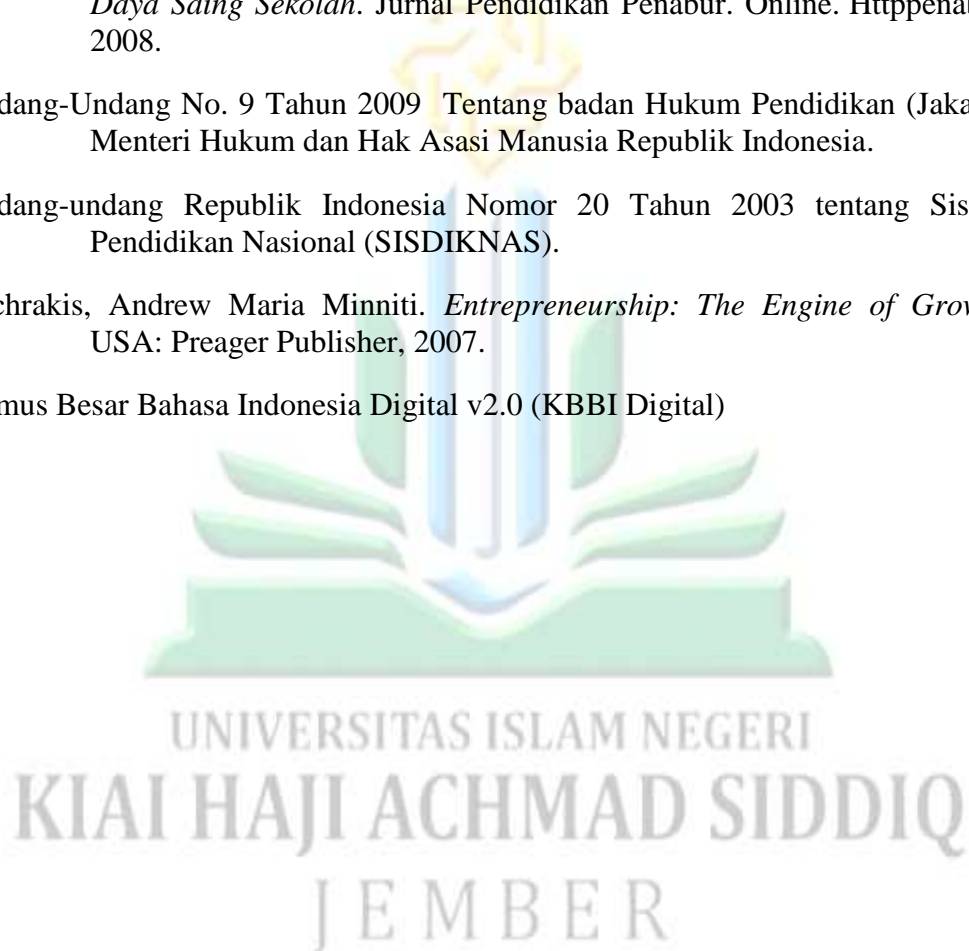 Daya Saing Sekolah. Jurnal Pendidikan Penabur. Online. Httppenab
2008.
dang-Undang No. 9 Tahun 2009 Tentang badan Hukum Pendidikan (Jaka
Menteri Hukum dan Hak Asasi Manusia Republik Indonesia.
dang-undang Republik Indonesia Nomor 20 Tahun 2003 tentang Sis
Pendidikan Nasional (SISDIKNAS).
chrakis, Andrew Maria Minniti. Entrepreneurship: The Engine of Grow
USA: Preager Publisher, 2007.
mus Besar Bahasa Indonesia Digital v2.0 (KBBI Digital)
UNIVERSITAS ISLAM NEGERI
KIAI HAJI ACHMAD SIDDIQ
JEMBER